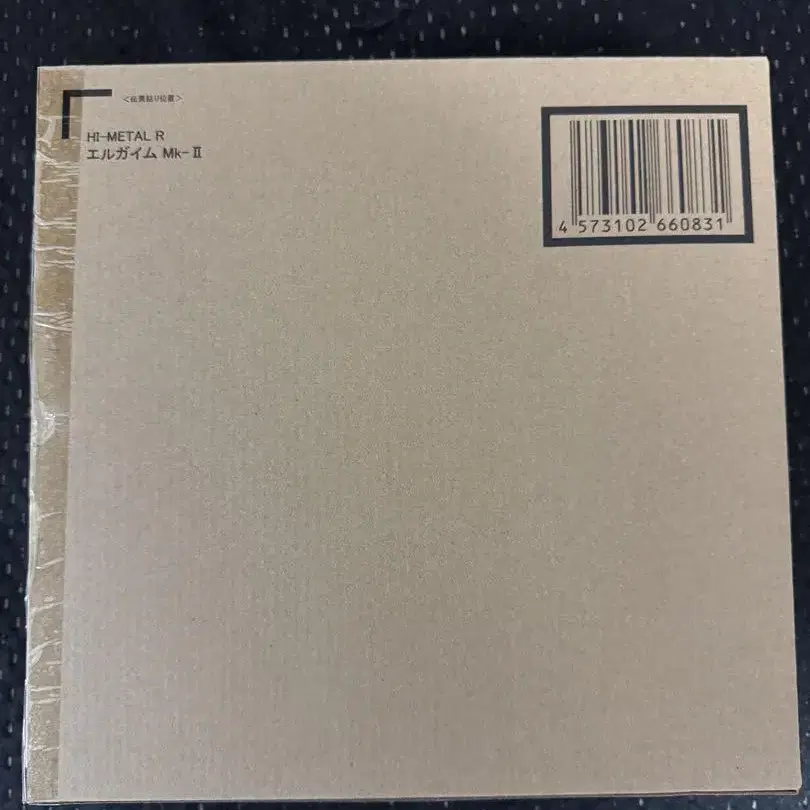 ＜伝票貼り位置＞
HI-METAL R
エルガイム Mk-Ⅱ
4 573102 660831